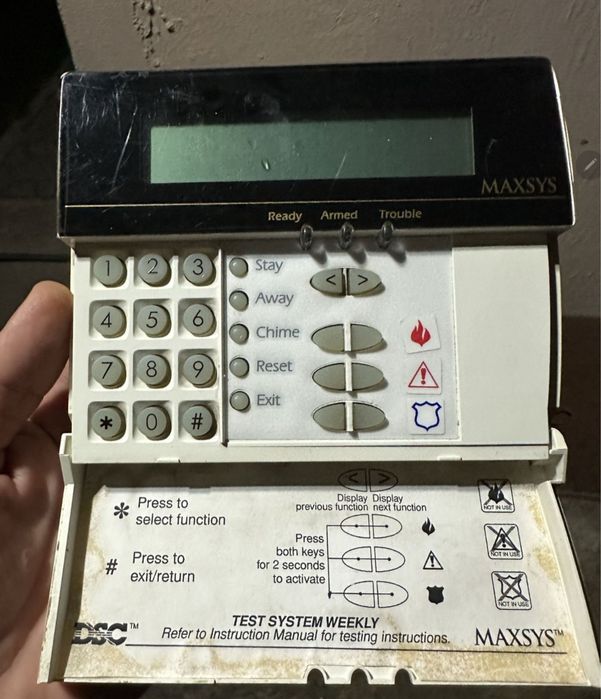 MAXSYS
Ready Armed Trouble
1 2 3
4 5 6
7 8 9
* 0 #
Stay
Away
Chime
Reset
Exit
< >
* Press to
select function
# Press to
exit/return
< >
Display Display
previous function next function
Press
both keys
for 2 seconds
to activate
NOT IN USE
NOT IN USE
NOT IN USE
TEST SYSTEM WEEKLY
Refer to Instruction Manual for testing instructions.
DSC™
MAXSYS™